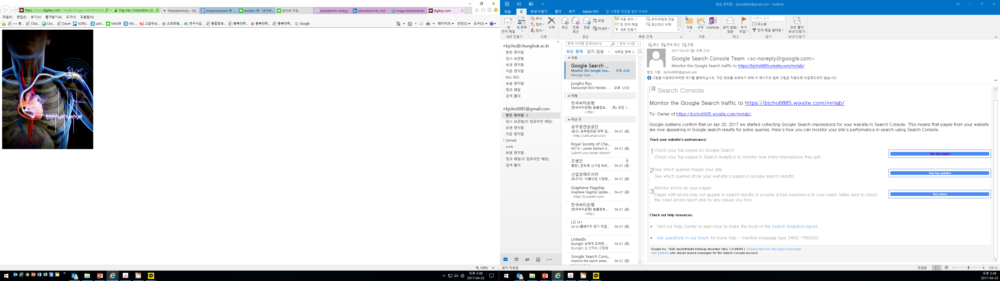 https://www.digikey.com/-/media/Images/Article%20Lil
Digi-Key Corporation [U...
Piezoelectricity - Wi...
morphotropism 뜻 -...
morpho 뜻 : 네이버...
네이버 지도
piezoelectric energy...
piezoelectricity and ...
image.slidesharecdn...
digikey.com
파일(F) 편집(E) 보기(V) 즐겨찾기(A) 도구(T) 도움말(H)
++ 충... Chai... Cisc... Daum KORU... Lect... NAVER Wix ... 고급두뇌... 소프트웨... 연구사업... 종합정보... 충북대학... 충북대학... 충북대학... Google
페이지(P) 안전(S) 도구(O)
100%
오후 2:48
2017-04-23
받은 편지함 - bjcho6885@gmail.com - Outlook
파일 홈 보내기/받기 폴더 보기 Adobe PDF 수행할 작업을 알려 주세요.
새 전자 메일
새 항목
새로 만들기
무시
정리
정크
삭제
삭제
회신
전체 회신
전달
모임
자세히
응답
이동 위치: ?
팀 전자 메일
새로 만들기
관리자에게 전달
회신하고 삭제
빠른 단계
이동
규칙
OneNote
이동
읽지 않음/읽음
추가 작업
태그
사용자 검색
주소록
전자 메일 필터링
찾기
모든 폴더 보내기/받기
보내기/받기
bjcho@chungbuk.ac.kr
받은 편지함
임시 보관함
보낸 편지함
지운 편지함
RSS 피드
보낼 편지함
정크 메일
검색 폴더
bjcho6885@gmail.com
받은 편지함 1
임시 보관함(이 컴퓨터만 해당)
보낸 편지함
지운 편지함
[Gmail]
Junk
보낼 편지함
정크 메일(이 컴퓨터만 해당)
검색 폴더
현재 사서함 검색(Ctrl+E)
현재 사서함
모든 항목 읽지 않음 새로운 항목 ↓
오늘
Google Search ...
Monitor the Google Sea... 오후 2:24
Message type:
jungho Ryu
Manuscript WO3 flexible ... 오후 12:02
어제
한국씨티은행
[한국씨티은행] 환율정보... (토) 오전 1...
<http:/
지난 주
공무원연금공단
(광고) 공무원연금 대학 입... 04-21 (금)
<http://safe.amail.co.kr/
Royal Society of Che...
MC13 – poster abstract d... 04-21 (금)
Submit your poster abstract
조병진
별첨1_반도체 신사업 RnD... 04-21 (금)
산업경제리서치
[보고서] "식품산업 시장현... 04-21 (금)
Graphene Flagship
Graphene Flagship Update... 04-21 (금)
<http://tr.anpdm.com/
한국씨티은행
[한국씨티은행] 환율정보... 04-21 (금)
<http:/
LG U+
LG U+홈페이지 장기 미접... 04-21 (금)
LinkedIn
Byungjin 님에게 도착한 ... 04-21 (금)
Byungjin 님 인맥의 근황을
Google Search Cons...
Improve the search prese... 04-21 (금)
회신 전체 회신 전달
2017-04-23 (일) 오후 2:24
Google Search Console Team <sc-noreply@google.com>
Monitor the Google Search traffic to https://bjcho6885.wixsite.com/mnlab/
받는 사람 bjcho6885@gmail.com
그림을 다운로드하려면 여기를 클릭하십시오. 개인 정보를 보호하기 위해 이 메시지의 일부 그림은 자동으로 다운로드되지 않습니다.
Search Console
Monitor the Google Search traffic to https://bjcho6885.wixsite.com/mnlab/
To: Owner of https://bjcho6885.wixsite.com/mnlab/,
Google systems confirm that on Apr 20, 2017 we started collecting Google Search impressions for your website in Search Console. This means that pages from your website
are now appearing in Google search results for some queries. Here's how you can monitor your site's performance in search using Search Console.
Track your website's performance:
1 Check your top pages on Google Search
Check your top pages in Search Analytics to monitor how many impressions they get.
See top pages
2 See which queries trigger your site
See which queries show your website's pages in Google search results.
See top queries
3 Monitor errors on your pages
Pages with errors may not appear in search results or provide a bad experience to your users. Make sure to check
the crawl errors report and fix any issues you find.
See errors
Check out help resources.
• Visit our Help Center to learn how to make the most of the Search Analytics report.
• Ask questions in our forum for more help - mention message type [WNC-756200].
Google Inc, 1600 Amphitheatre Parkway Mountain View, CA 94043 | Unsubscribe from this type of message
Add partners who should receive messages for this Search Console account.
필터 적용됨
연결됨
100 %
오후 2:48
2017-04-23